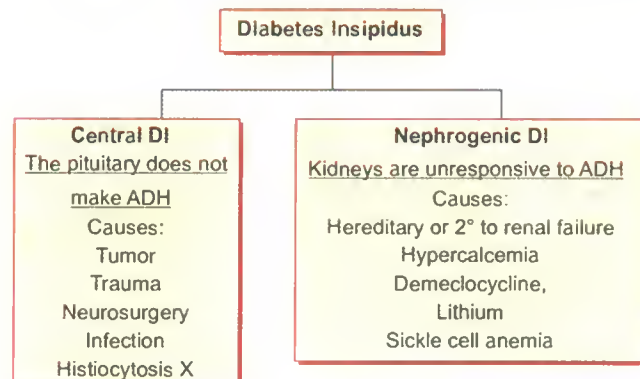 Diabetes Insipidus
Central DI
The pituitary does not
make ADH
Causes:
Tumor
Trauma
Neurosurgery
Infection
Histiocytosis X
Nephrogenic DI
Kidneys are unresponsive to ADH
Causes:
Hereditary or 2° to renal failure
Hypercalcemia
Demeclocycline,
Lithium
Sickle cell anemia